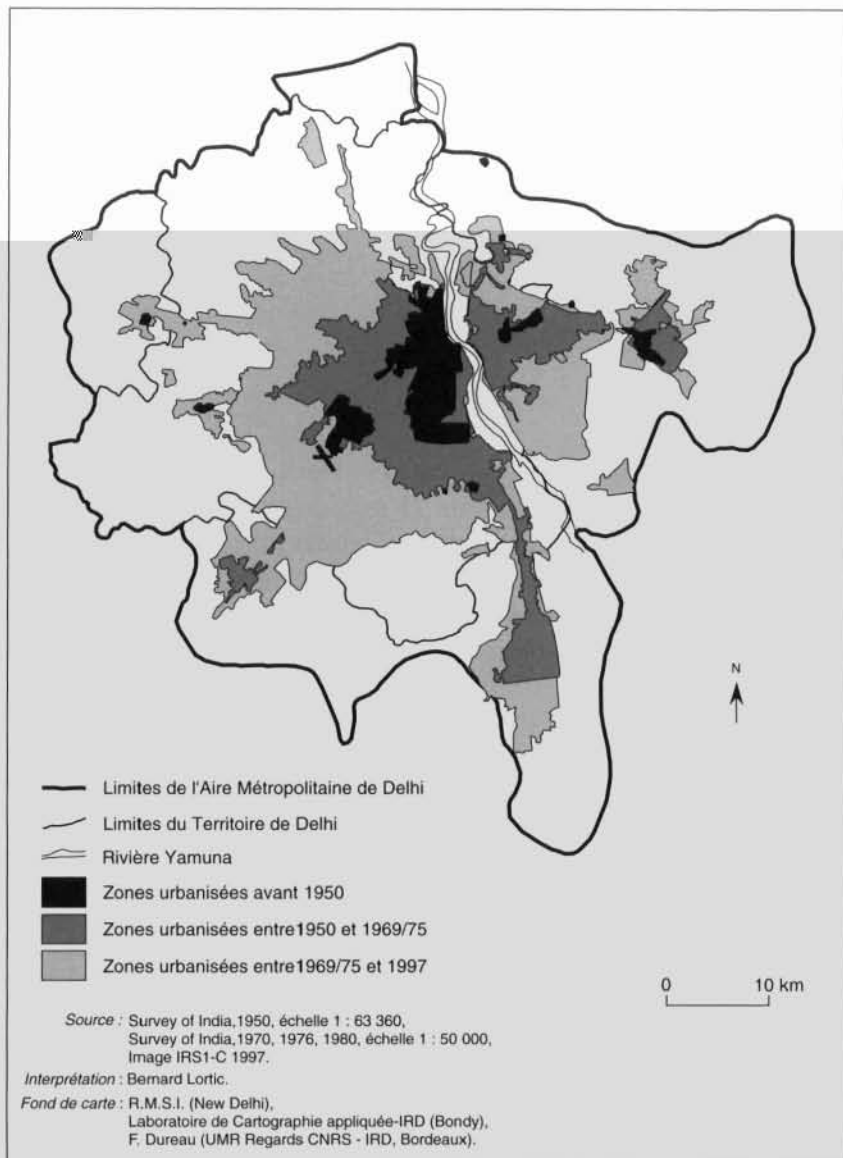 N
Limites de l'Aire Métropolitaine de Delhi
Limites du Territoire de Delhi
Rivière Yamuna
Zones urbanisées avant 1950
Zones urbanisées entre1950 et 1969/75
Zones urbanisées entre1969/75 et 1997
0 10 km
Source : Survey of India,1950, échelle 1 : 63 360,
Survey of India,1970, 1976, 1980, échelle 1 : 50 000,
Image IRS1-C 1997.
Interprétation : Bernard Lortic.
Fond de carte : R.M.S.I. (New Delhi),
Laboratoire de Cartographie appliquée-IRD (Bondy),
F. Dureau (UMR Regards CNRS - IRD, Bordeaux).